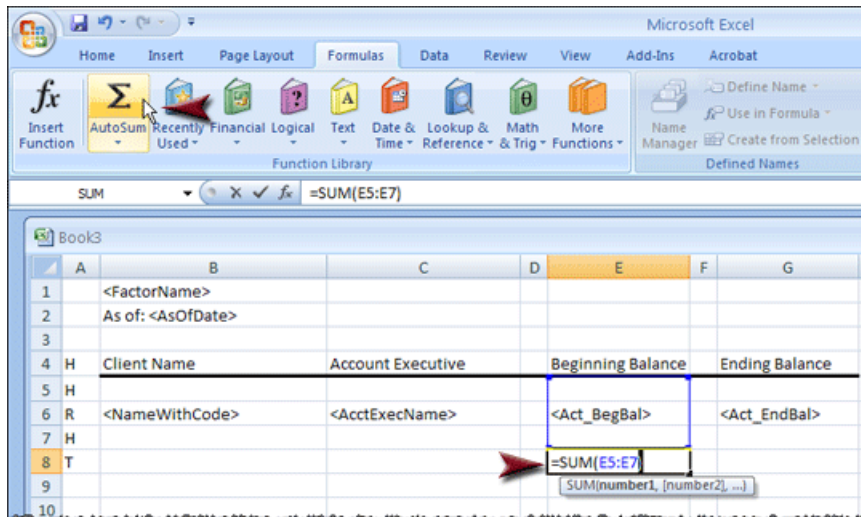 Microsoft Excel
Home Insert Page Layout Formulas Data Review View Add-Ins Acrobat
fx Σ ? A θ
Insert Function AutoSum Recently Used Financial Logical Text Date & Time Lookup & Reference Math & Trig More Functions Name Manager
Define Name
Use in Formula
Create from Selection
Function Library Defined Names
SUM fx =SUM(E5:E7)
Book3
A B C D E F G
1 <FactorName>
2 As of: <AsOfDate>
3
4 H Client Name Account Executive Beginning Balance Ending Balance
5 H
6 R <NameWithCode> <AcctExecName> <Act_BegBal> <Act_EndBal>
7 H
8 T =SUM(E5:E7)
9 SUM(number1, [number2], ...)
10